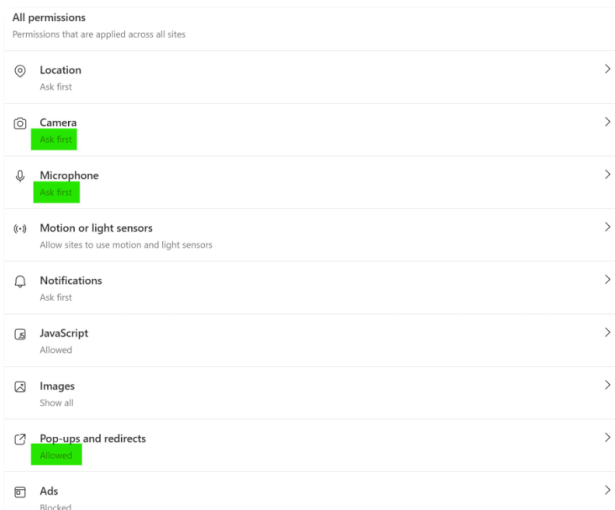 All permissions
Permissions that are applied across all sites
Location
Ask first
Camera
Ask first
Microphone
Ask first
Motion or light sensors
Allow sites to use motion and light sensors
Notifications
Ask first
JavaScript
Allowed
Images
Show all
Pop-ups and redirects
Allowed
Ads
Blocked